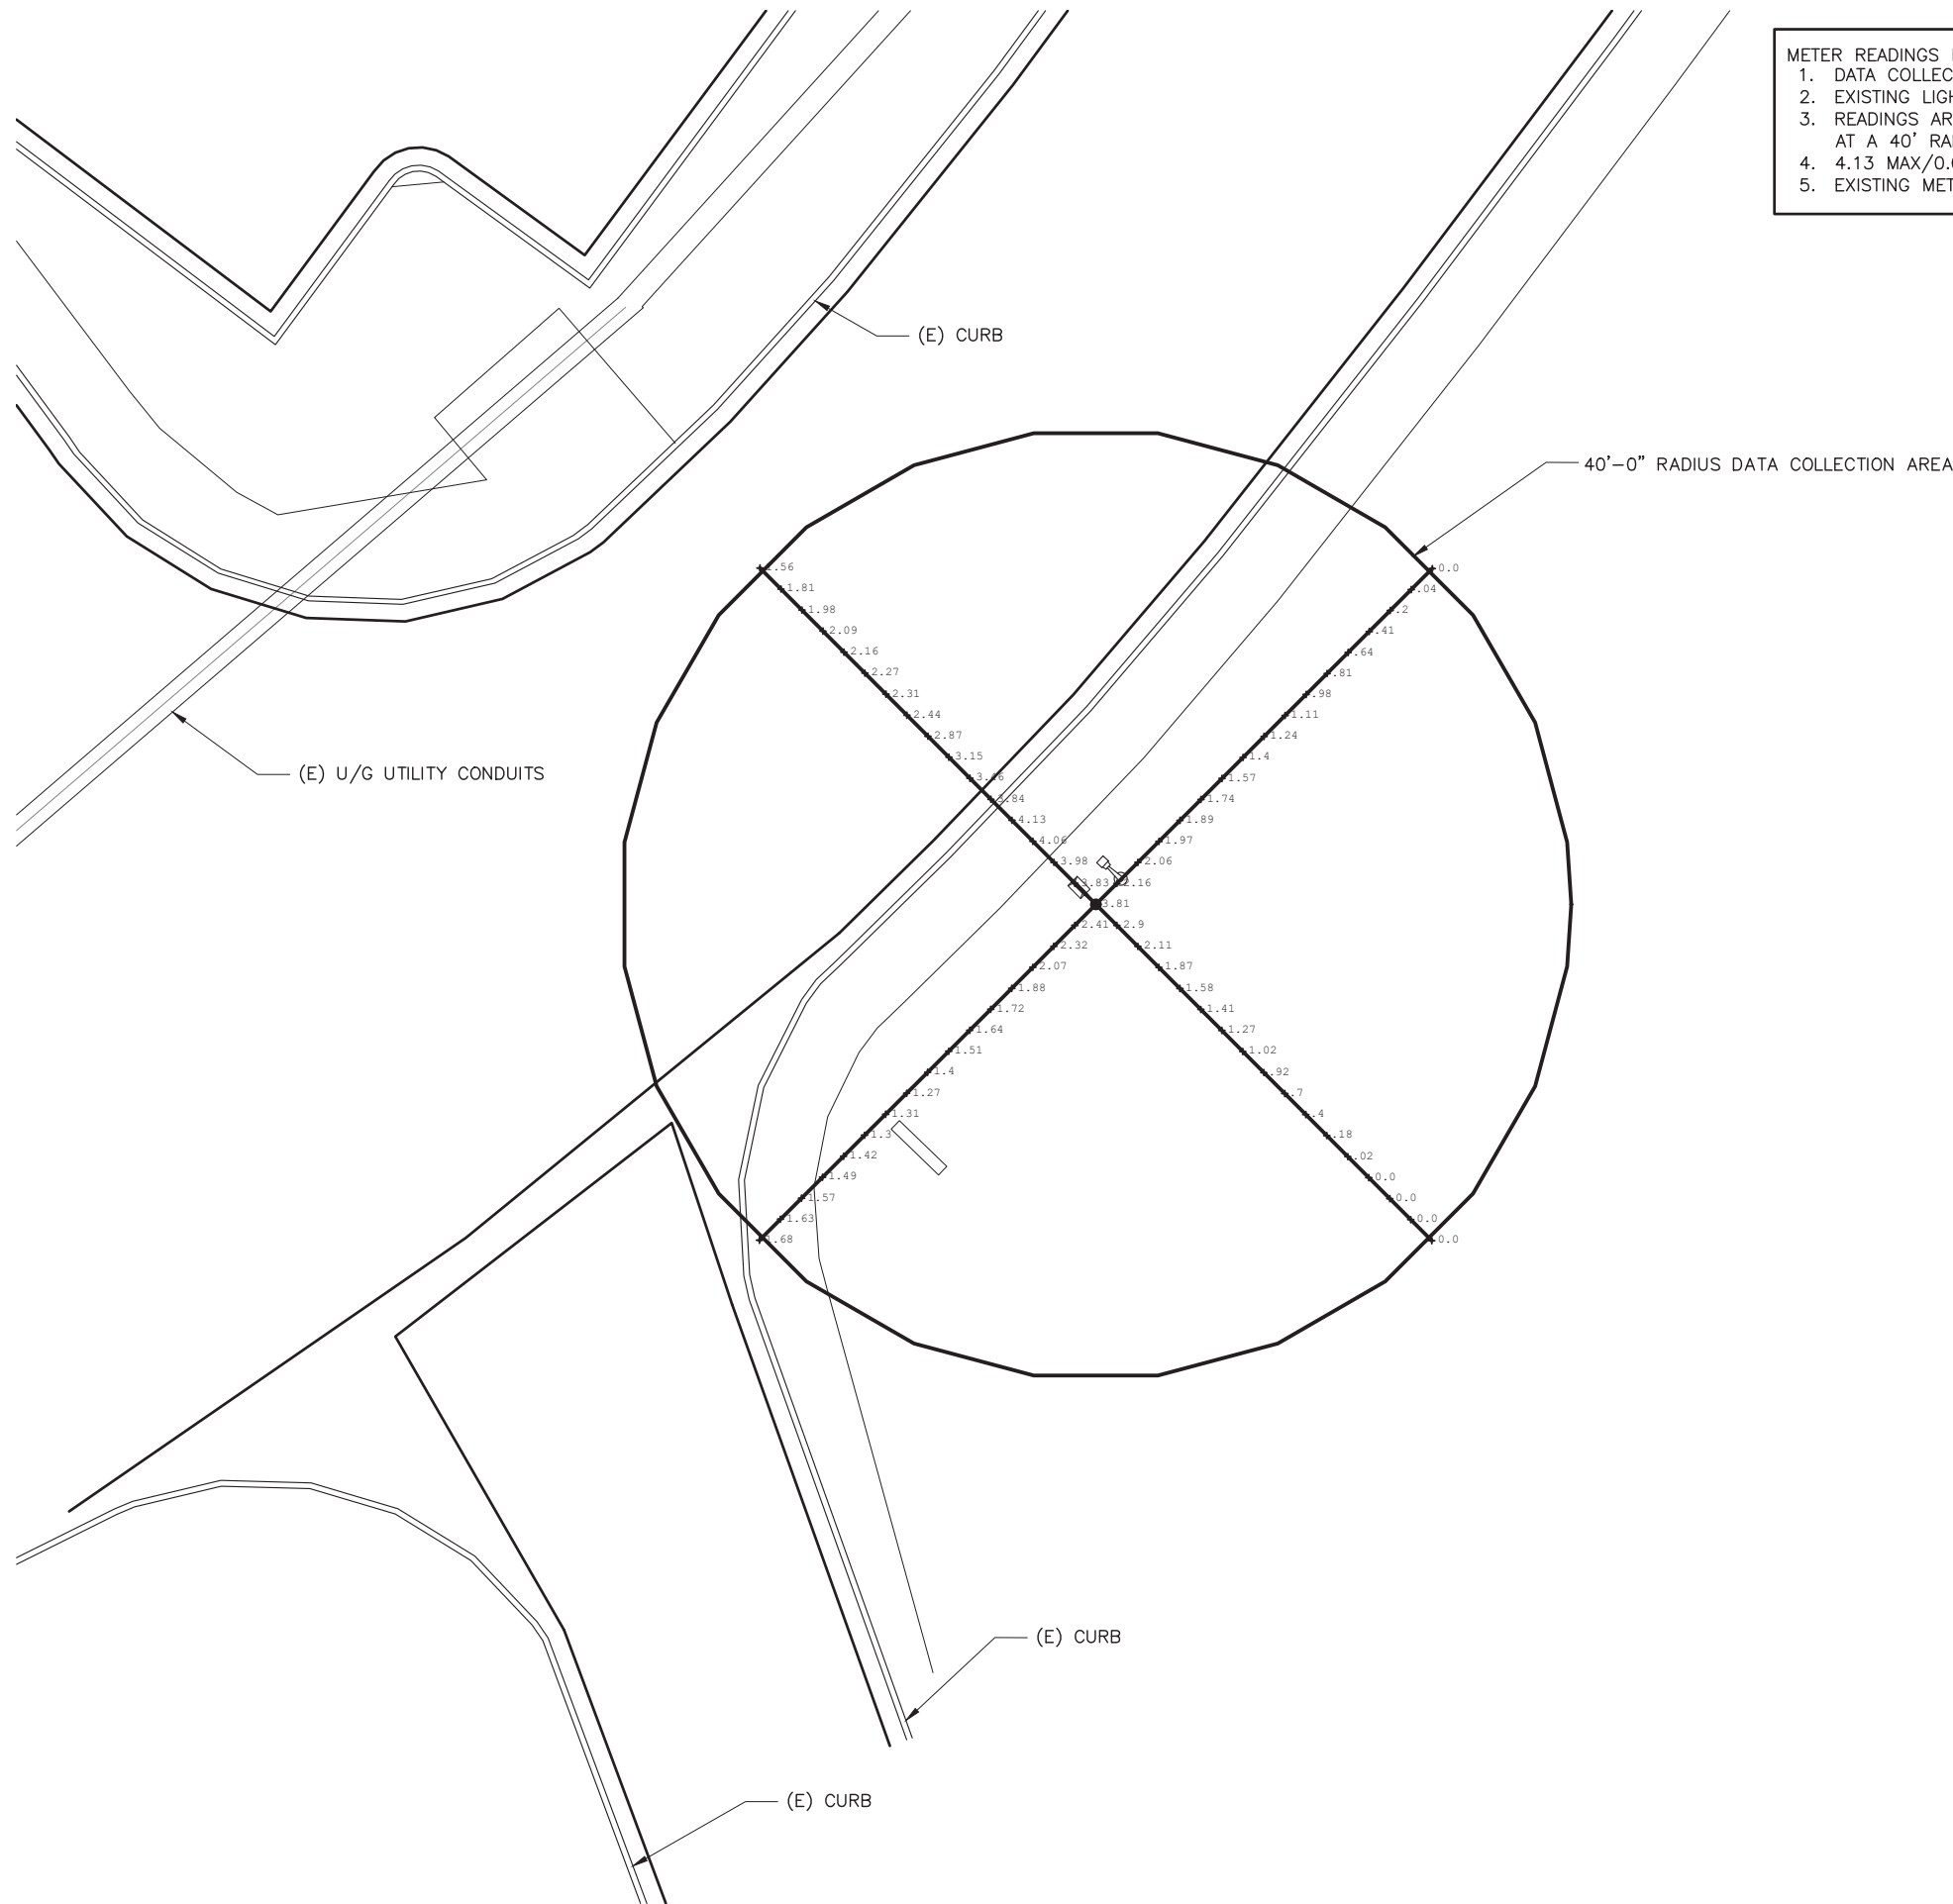 METER READINGS
1. DATA COLLEC
2. EXISTING LIGH
3. READINGS AR
AT A 40' RA
4. 4.13 MAX/0.
5. EXISTING MET
(E) CURB
40'-0" RADIUS DATA COLLECTION AREA
.56 0.0
1.81 .04
1.98 .2
2.09 .41
2.16 .64
2.27 .81
2.31 .98
2.44 1.11
2.87 1.24
3.15 1.4
(E) U/G UTILITY CONDUITS
3.46 1.57
3.84 1.74
4.13 1.89
4.06 1.97
3.98 2.06
3.83 2.16
3.81
2.41 2.9
2.32 2.11
2.07 1.87
1.88 1.58
1.72 1.41
1.64 1.27
1.51 1.02
1.4 .92
1.27 .7
1.31 .4
1.3 .18
1.42 .02
1.49 0.0
1.57 0.0
1.63 0.0
.68 0.0
(E) CURB
(E) CURB